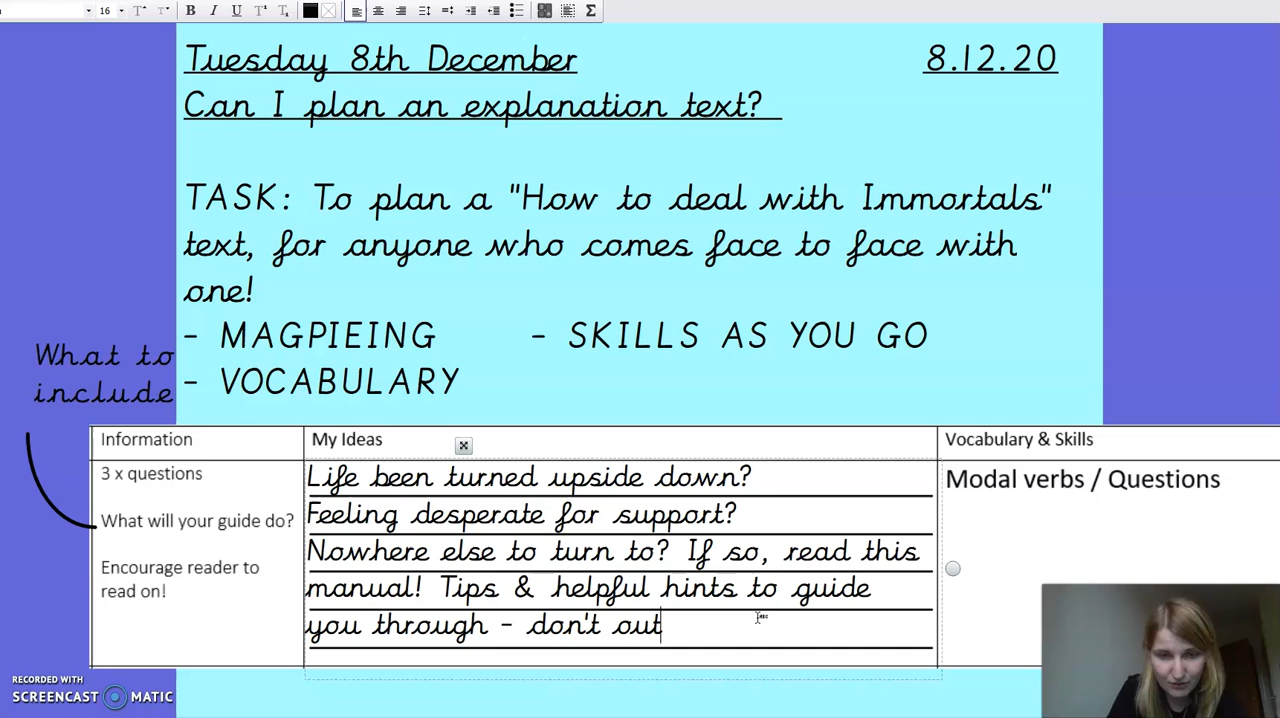 16 B I U T T Σ
Tuesday 8th December 8.12.20
Can I plan an explanation text?
TASK: To plan a "How to deal with Immortals"
text, for anyone who comes face to face with
one!
- MAGPIEING - SKILLS AS YOU GO
- VOCABULARY
What to
include
Information My Ideas Vocabulary & Skills
3 x questions
What will your guide do?
Encourage reader to
read on!
Life been turned upside down?
Feeling desperate for support?
Nowhere else to turn to? If so, read this
manual! Tips & helpful hints to guide
you through - don't out
Modal verbs / Questions
RECORDED WITH
SCREENCAST MATIC